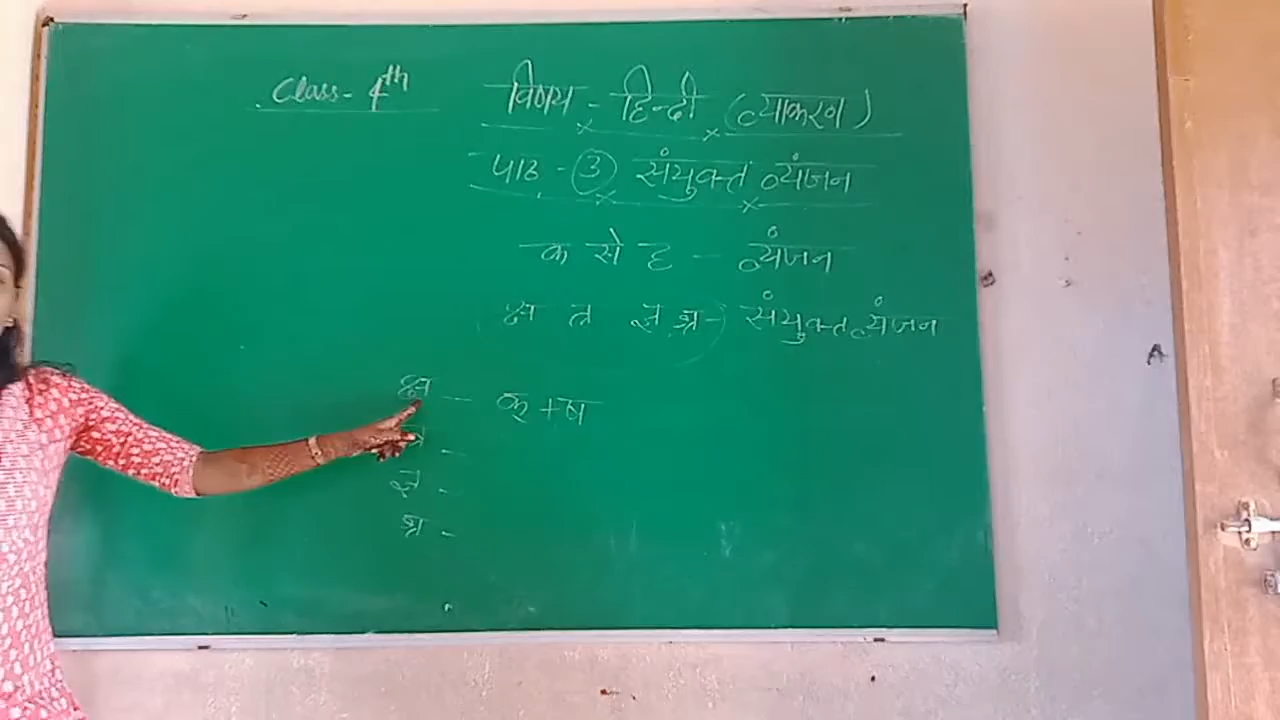 Class - 4th
विषय - हिन्दी (व्याकरण)
पाठ - 3 संयुक्त व्यंजन
क से ह - व्यंजन
क्ष त्र ज्ञ श्र - संयुक्त व्यंजन
क्ष - क् + ष
त्र -
ज्ञ -
श्र -